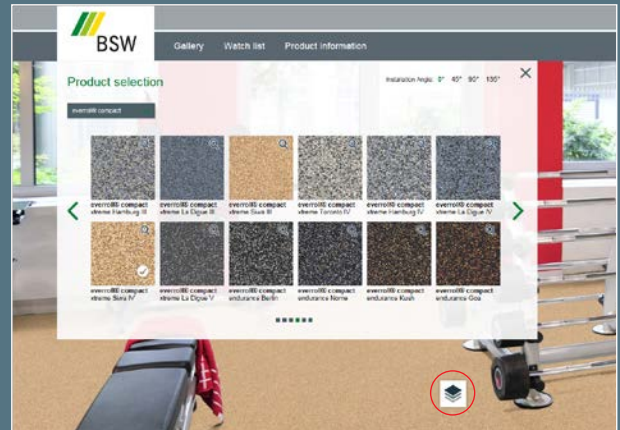 BSW
Gallery Watch list Product information
Product selection
Installation Angle: 0° 45° 90° 135°
everroll® compact
everroll® compact everroll® compact everroll® compact everroll® compact everroll® compact everroll® compact
xtreme Hamburg III xtreme La Digue III xtreme Siwa III xtreme Toronto IV xtreme Hamburg IV xtreme La Digue IV
everroll® compact everroll® compact everroll® compact everroll® compact everroll® compact everroll® compact
xtreme Siwa IV xtreme La Digue V endurance Berlin endurance Nome endurance Kush endurance Goa